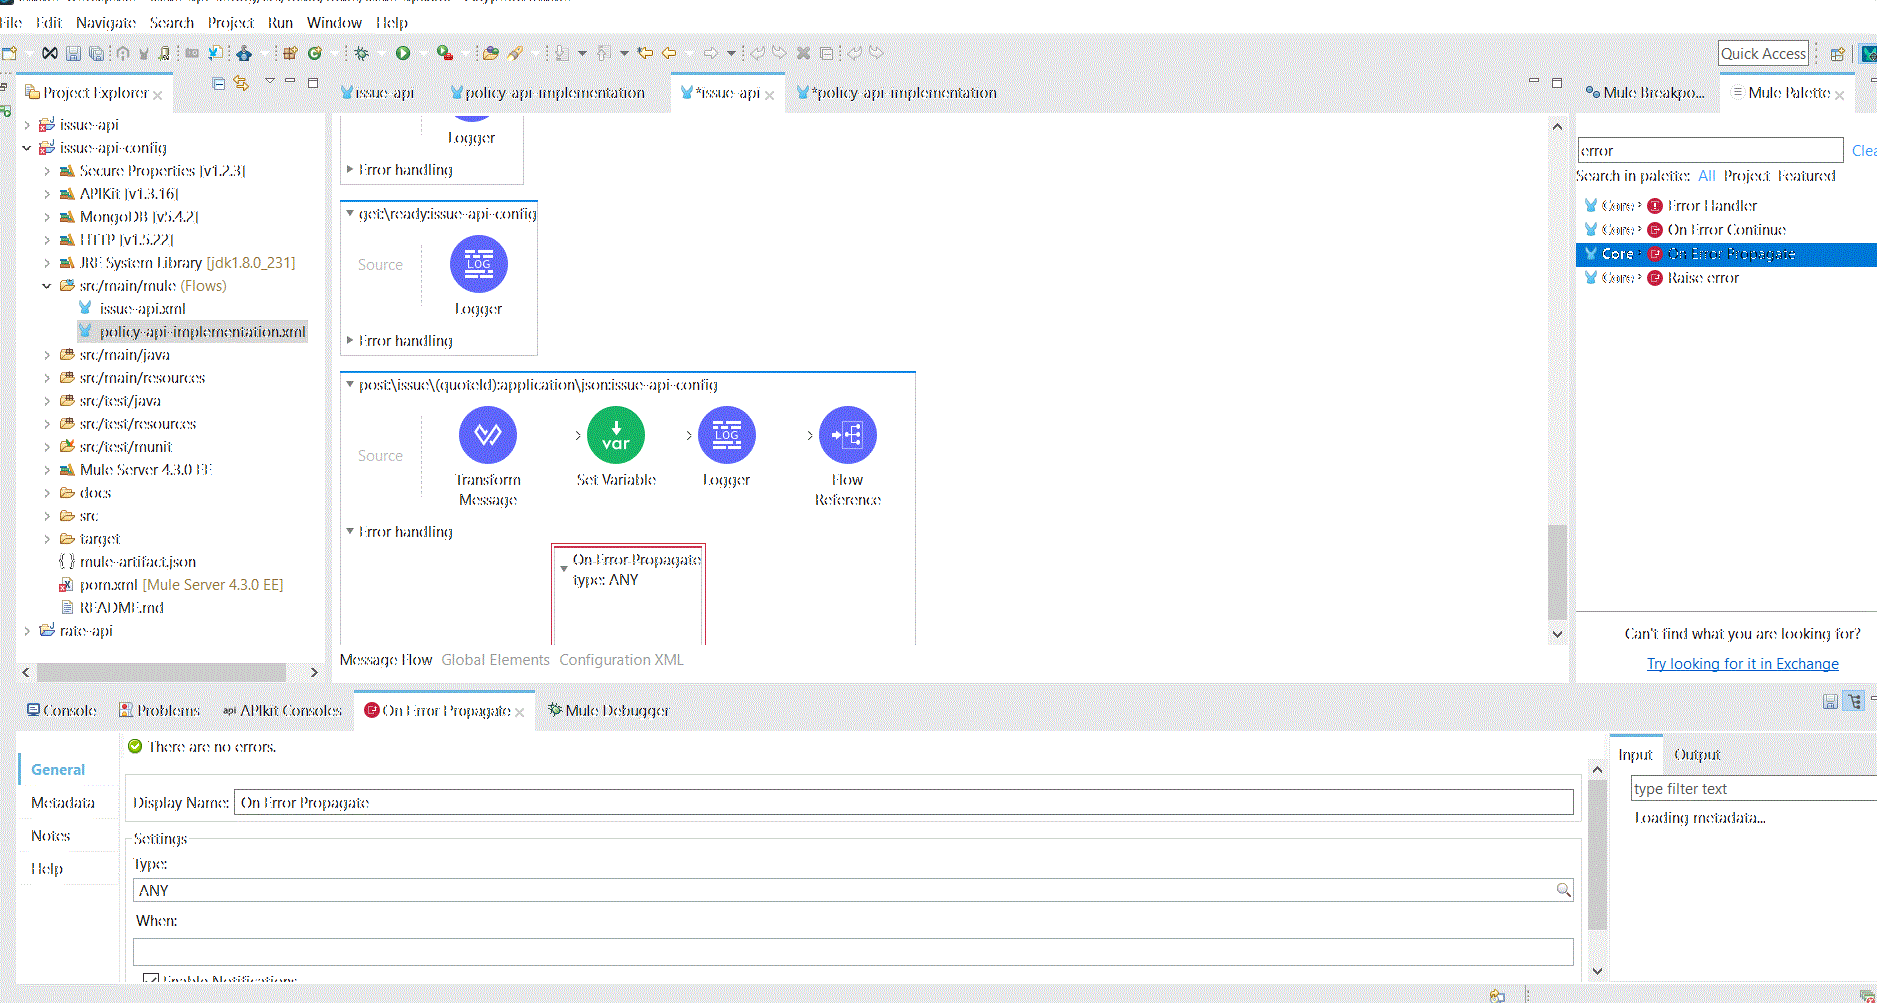 File Edit Navigate Search Project Run Window Help
Quick Access
Project Explorer
issue-api
policy-api-implementation
*issue-api
*policy-api-implementation
Mule Breakpo...
Mule Palette
issue-api
issue-api-config
Secure Properties [v1.2.3]
APIKit [v1.3.16]
MongoDB [v5.4.2]
HTTP [v1.5.22]
JRE System Library [jdk1.8.0_231]
src/main/mule (Flows)
issue-api.xml
policy-api-implementation.xml
src/main/java
src/main/resources
src/test/java
src/test/resources
src/test/munit
Mule Server 4.3.0 EE
docs
src
target
mule-artifact.json
pom.xml [Mule Server 4.3.0 EE]
README.md
rate-api
Logger
Error handling
get:\ready:issue-api-config
Source
LOG
Logger
Error handling
post:\issue\(quoteId):application\json:issue-api-config
Source
var
LOG
Transform Message
Set Variable
Logger
Flow Reference
Error handling
On Error Propagate
type: ANY
Message Flow Global Elements Configuration XML
error
Clea
Search in palette: All Project Featured
Core Error Handler
Core On Error Continue
Core On Error Propagate
Core Raise error
Can't find what you are looking for?
Try looking for it in Exchange
Console
Problems
api APIkit Consoles
On Error Propagate
Mule Debugger
There are no errors.
General
Metadata
Notes
Help
Display Name: On Error Propagate
Settings
Type:
ANY
When:
Enable Notifications
Input Output
type filter text
Loading metadata...